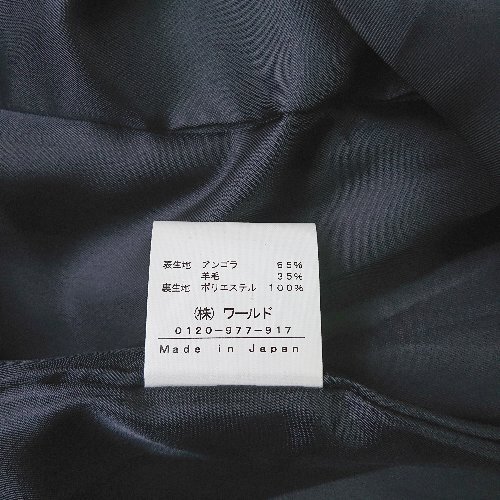 表生地 アンゴラ 65%
羊毛 35%
裏生地 ポリエステル 100%
(株) ワールド
0120-977-917
Made in Japan